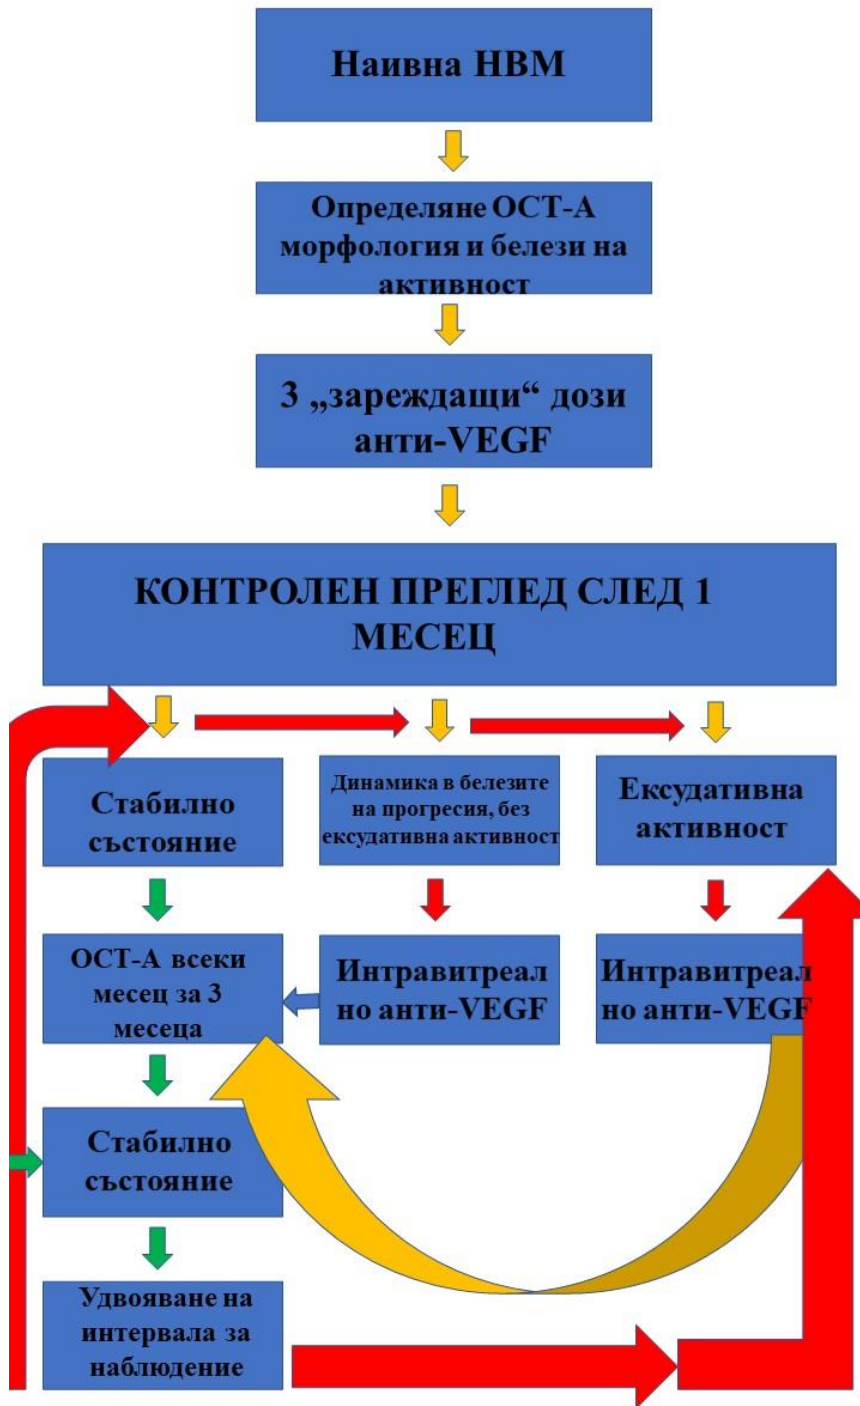 Наивна НВМ
Определяне ОСТ-А
морфология и белези на
активност
3 „зареждащи“ дози
анти-VEGF
КОНТРОЛЕН ПРЕГЛЕД СЛЕД 1
МЕСЕЦ
Стабилно
състояние
Динамика в белезите
на прогресия, без
ексудативна активност
Ексудативна
активност
ОСТ-А всеки
месец за 3
месеца
Интравитреал
но анти-VEGF
Интравитреал
но анти-VEGF
Стабилно
състояние
Удвояване на
интервала за
наблюдение